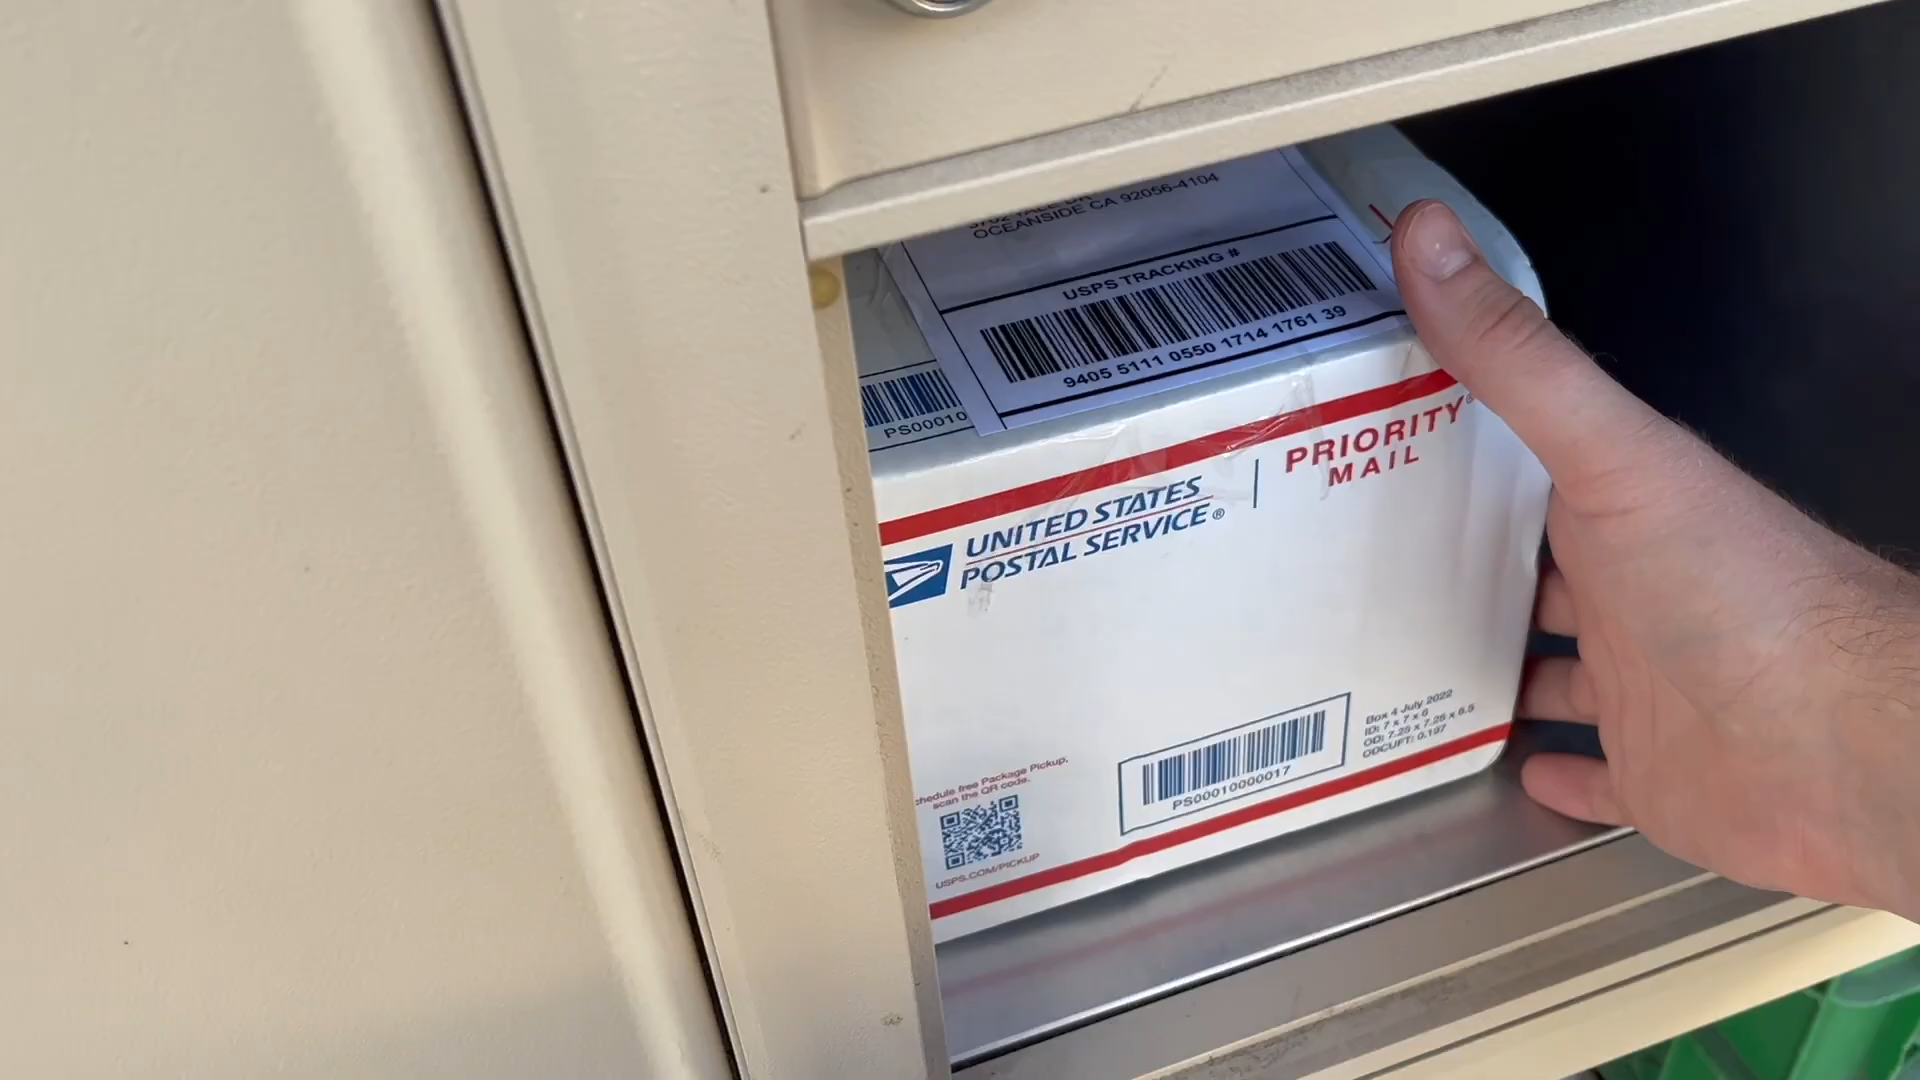 OCEANSIDE CA 92056-4104
USPS TRACKING #
9405 5111 0550 1714 1761 39
PS00010
UNITED STATES
POSTAL SERVICE®
PRIORITY®
MAIL
Box 4 July 2022
ID: 7 x 7 x 6
OD: 7.25 x 7.25 x 6.5
ODCUFT: 0.197
PS00010000017
chedule free Package Pickup,
scan the QR code.
USPS.COM/PICKUP